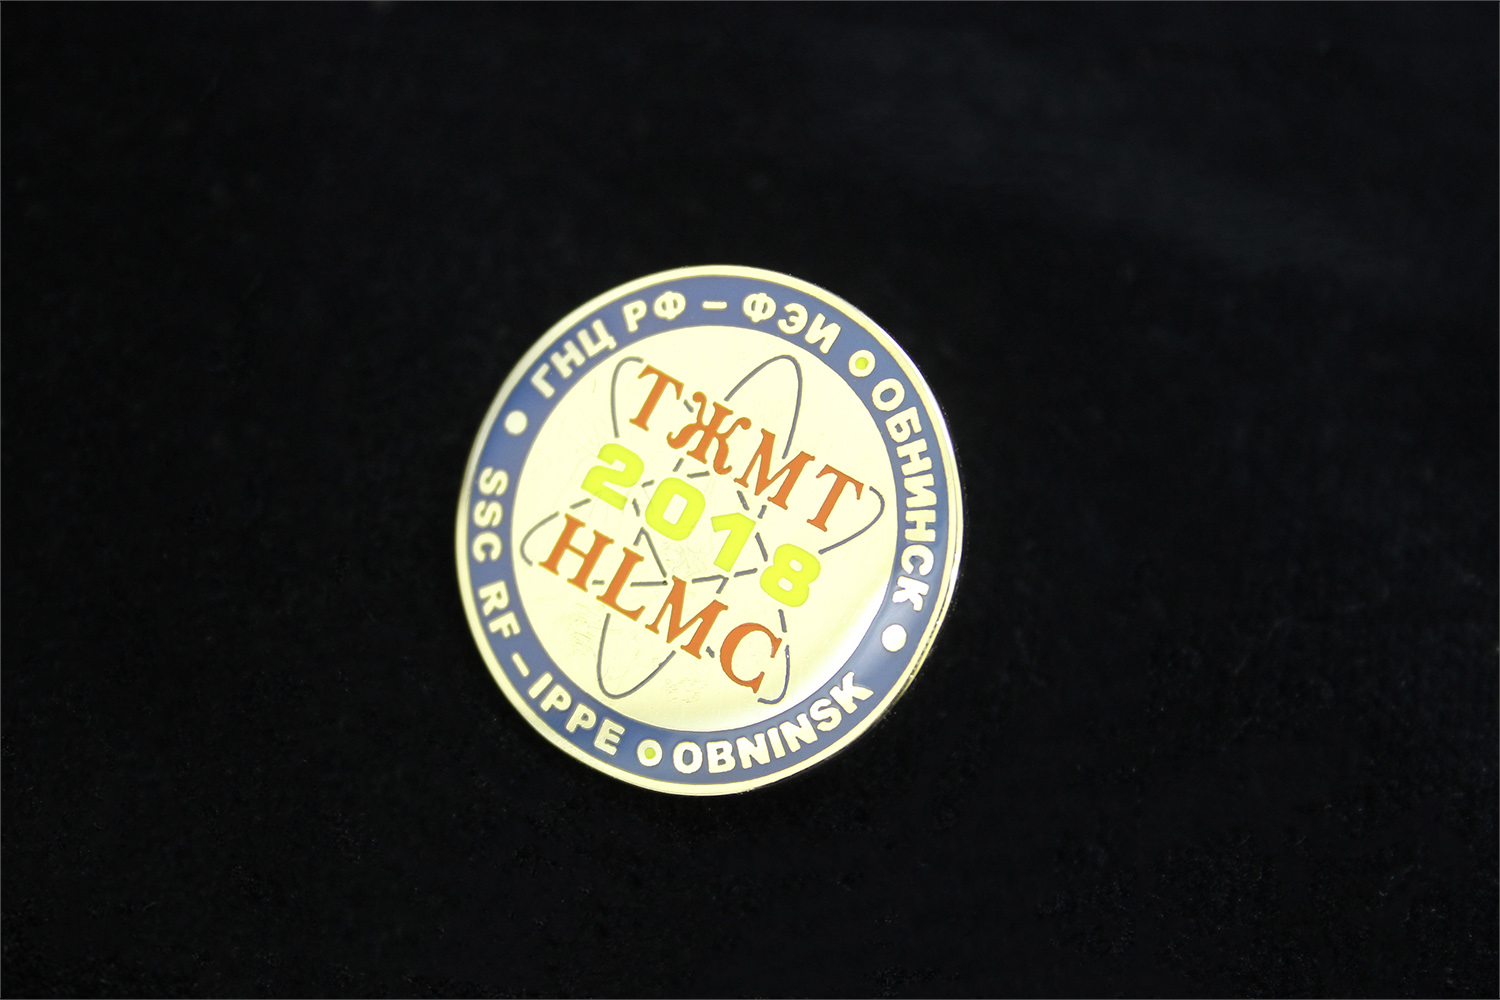 ГНЦ РФ – ФЭИ • ОБНИНСК •
ТЖМТ
2018
HLMC
SSC RF – IPPE • OBNINSK